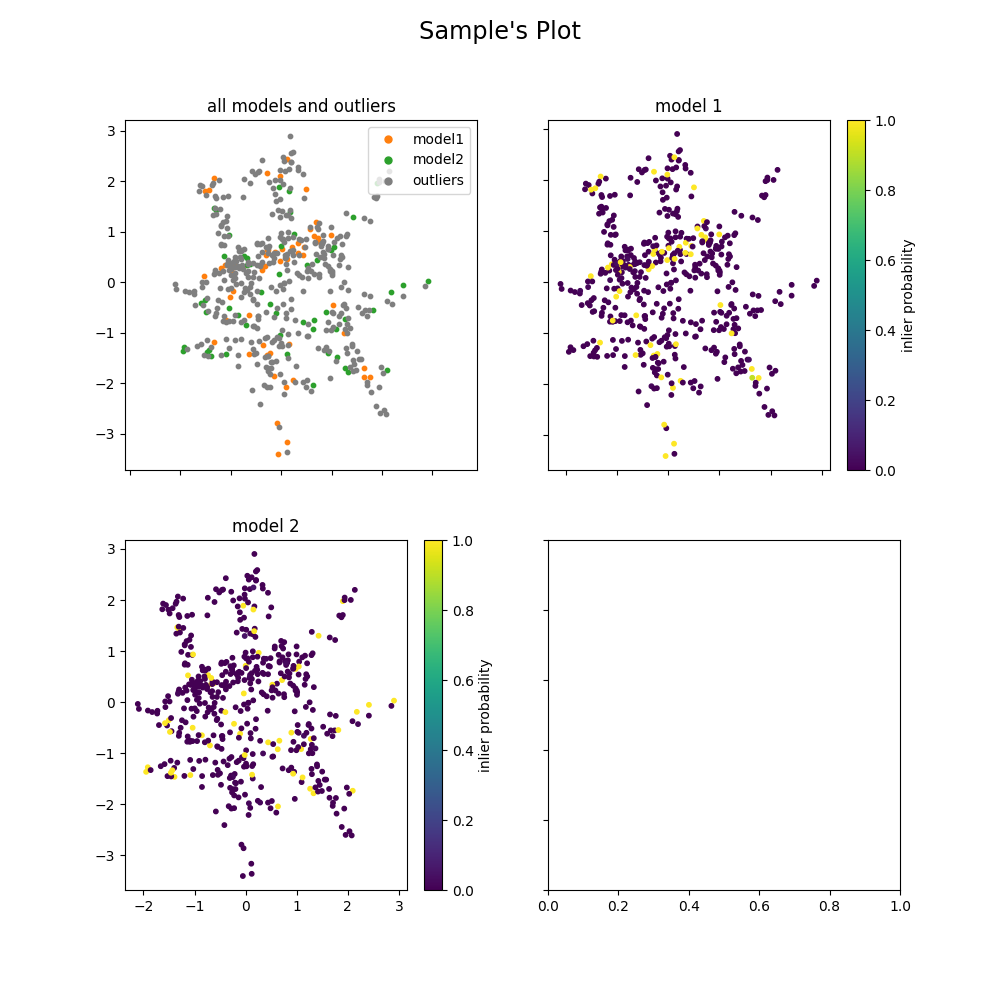 Sample's Plot
all models and outliers
model1
model2
outliers
3
2
1
0
−1
−2
−3
model 1
1.0
0.8
0.6
0.4
0.2
0.0
inlier probability
model 2
3
2
1
0
−1
−2
−3
−2 −1 0 1 2 3
1.0
0.8
0.6
0.4
0.2
0.0
inlier probability
0.0 0.2 0.4 0.6 0.8 1.0